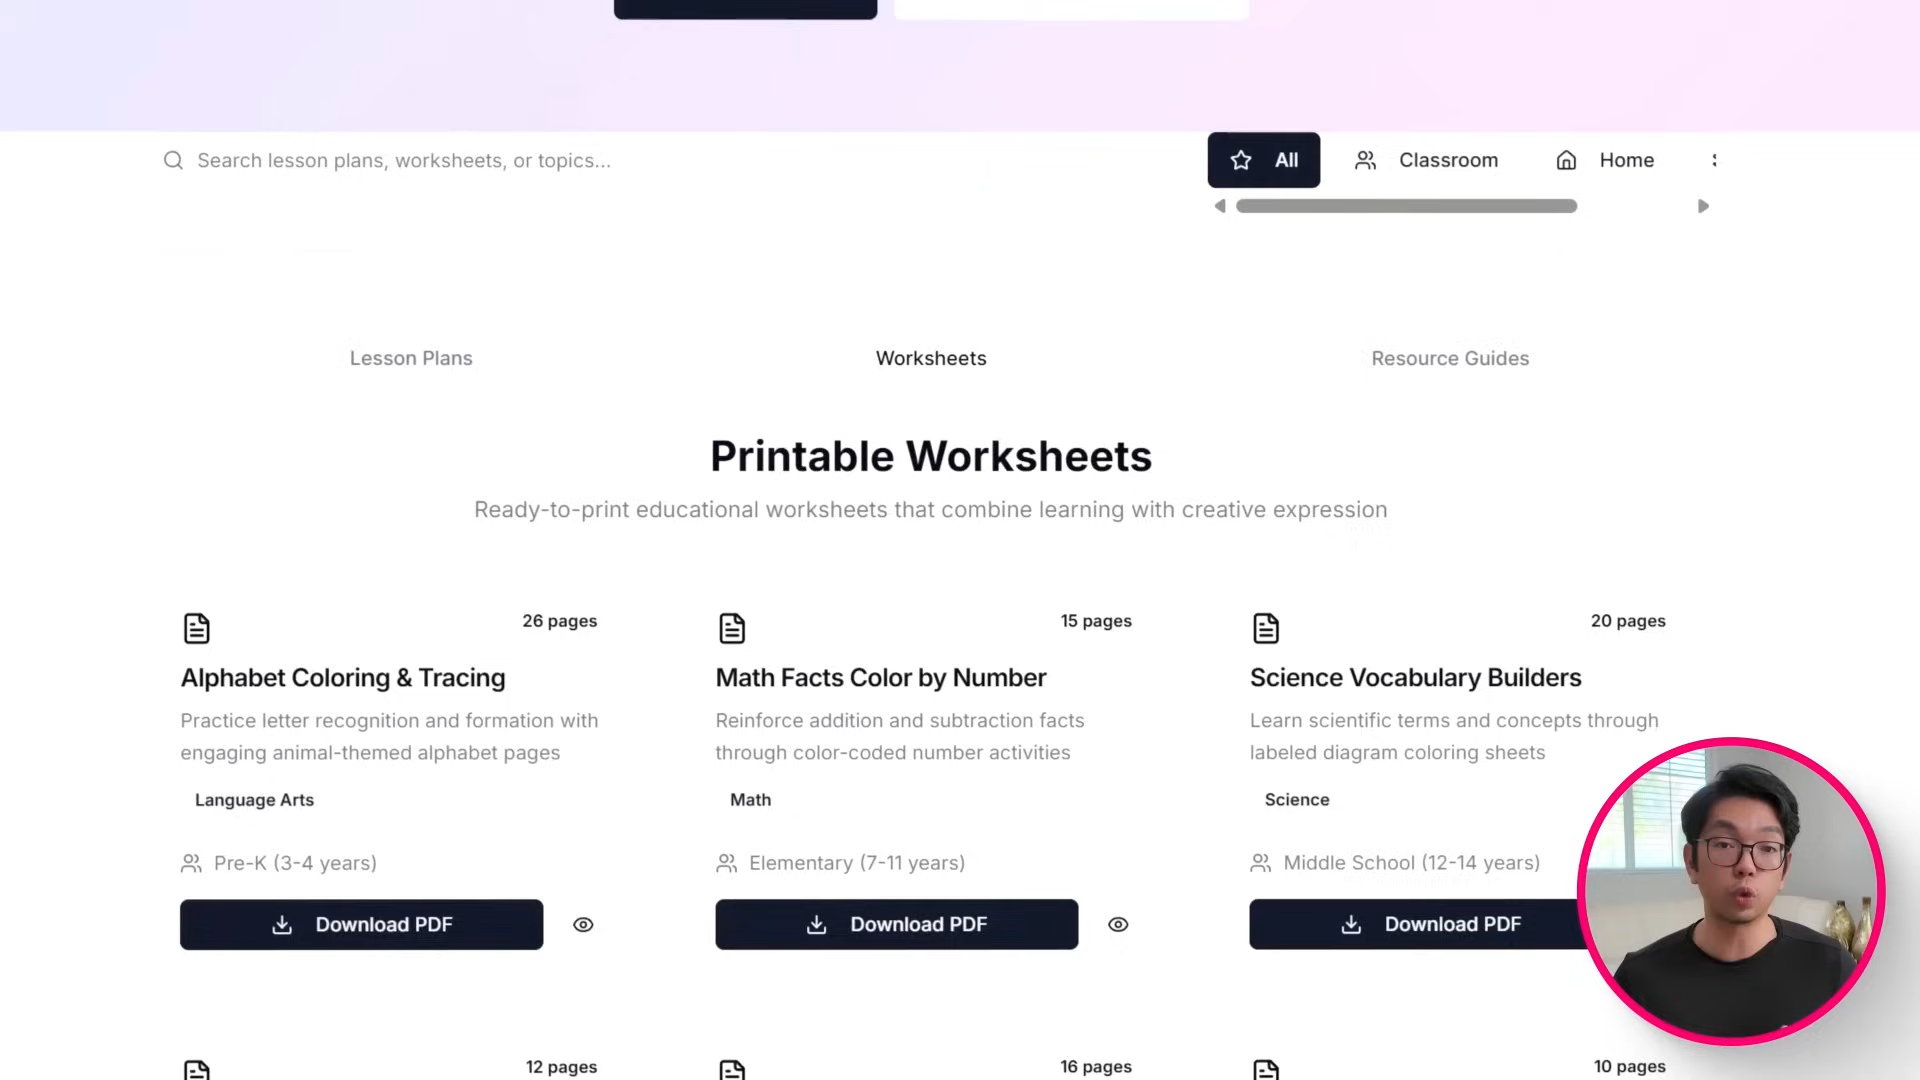 Search lesson plans, worksheets, or topics...
All
Classroom
Home
Lesson Plans
Worksheets
Resource Guides
Printable Worksheets
Ready-to-print educational worksheets that combine learning with creative expression
26 pages
Alphabet Coloring & Tracing
Practice letter recognition and formation with
engaging animal-themed alphabet pages
Language Arts
Pre-K (3-4 years)
Download PDF
15 pages
Math Facts Color by Number
Reinforce addition and subtraction facts
through color-coded number activities
Math
Elementary (7-11 years)
Download PDF
20 pages
Science Vocabulary Builders
Learn scientific terms and concepts through
labeled diagram coloring sheets
Science
Middle School (12-14 years)
Download PDF
12 pages
16 pages
10 pages